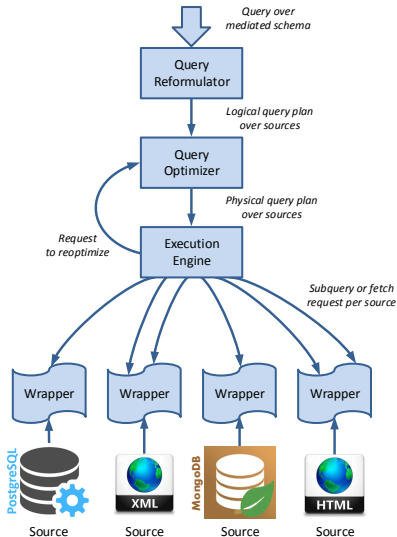 Query over
mediated schema
Query
Reformulator
Logical query plan
over sources
Query
Optimizer
Physical query plan
over sources
Request
to reoptimize
Execution
Engine
Subquery or fetch
request per source
Wrapper
Wrapper
Wrapper
Wrapper
PostgreSQL
XML
MongoDB
HTML
Source
Source
Source
Source